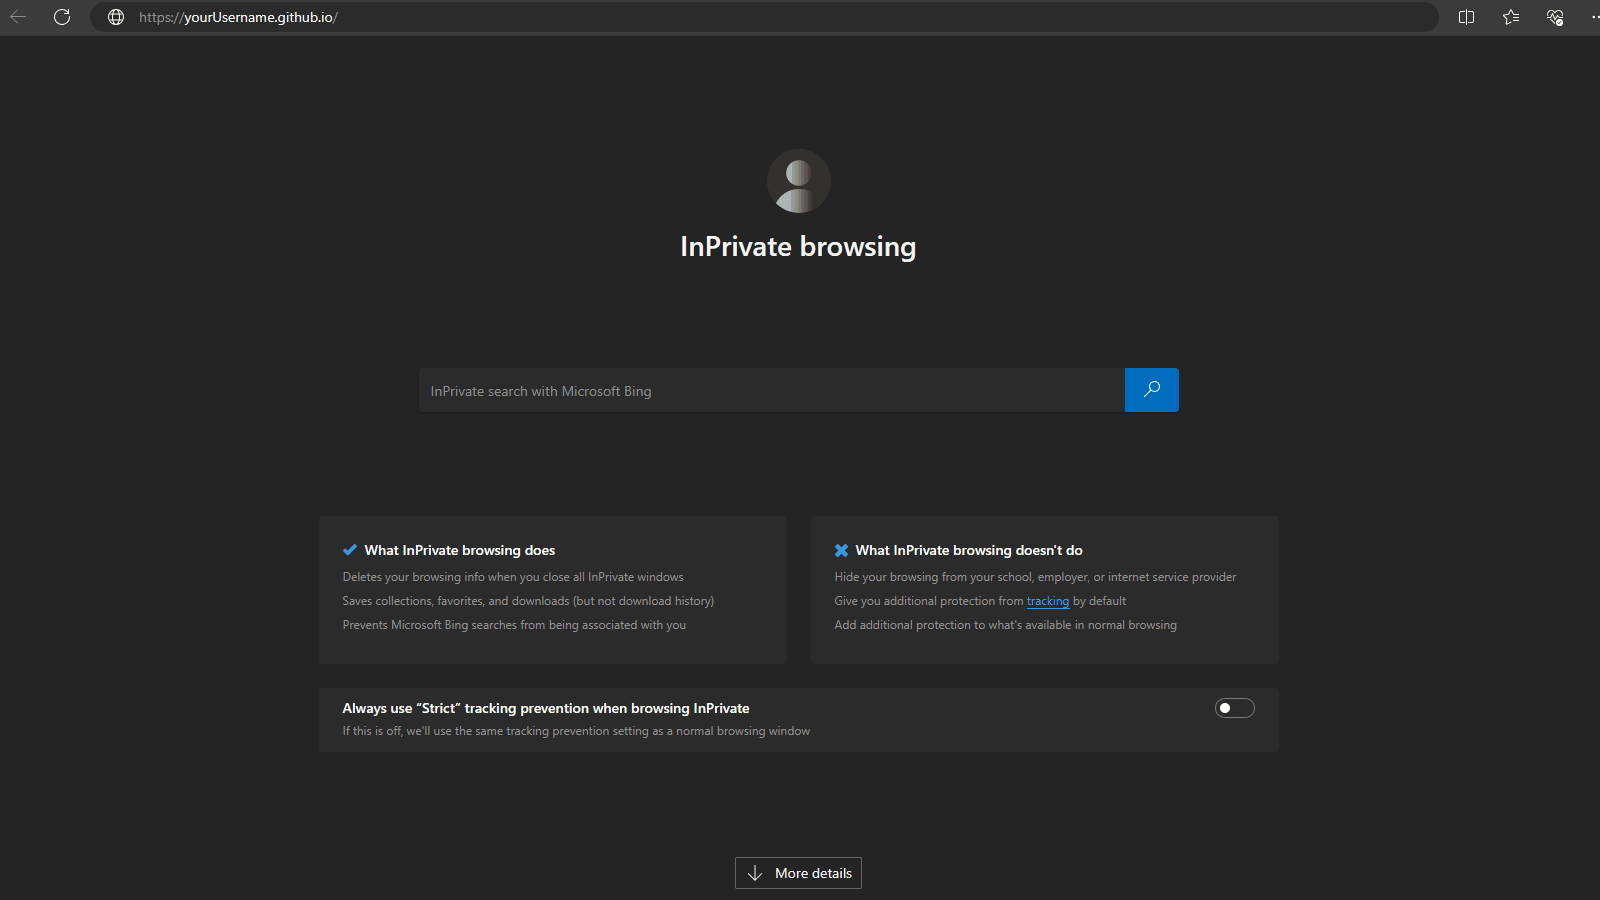 https://yourUsername.github.io/
InPrivate browsing
InPrivate search with Microsoft Bing
What InPrivate browsing does
Deletes your browsing info when you close all InPrivate windows
Saves collections, favorites, and downloads (but not download history)
Prevents Microsoft Bing searches from being associated with you
What InPrivate browsing doesn't do
Hide your browsing from your school, employer, or internet service provider
Give you additional protection from tracking by default
Add additional protection to what's available in normal browsing
Always use “Strict” tracking prevention when browsing InPrivate
If this is off, we'll use the same tracking prevention setting as a normal browsing window
More details